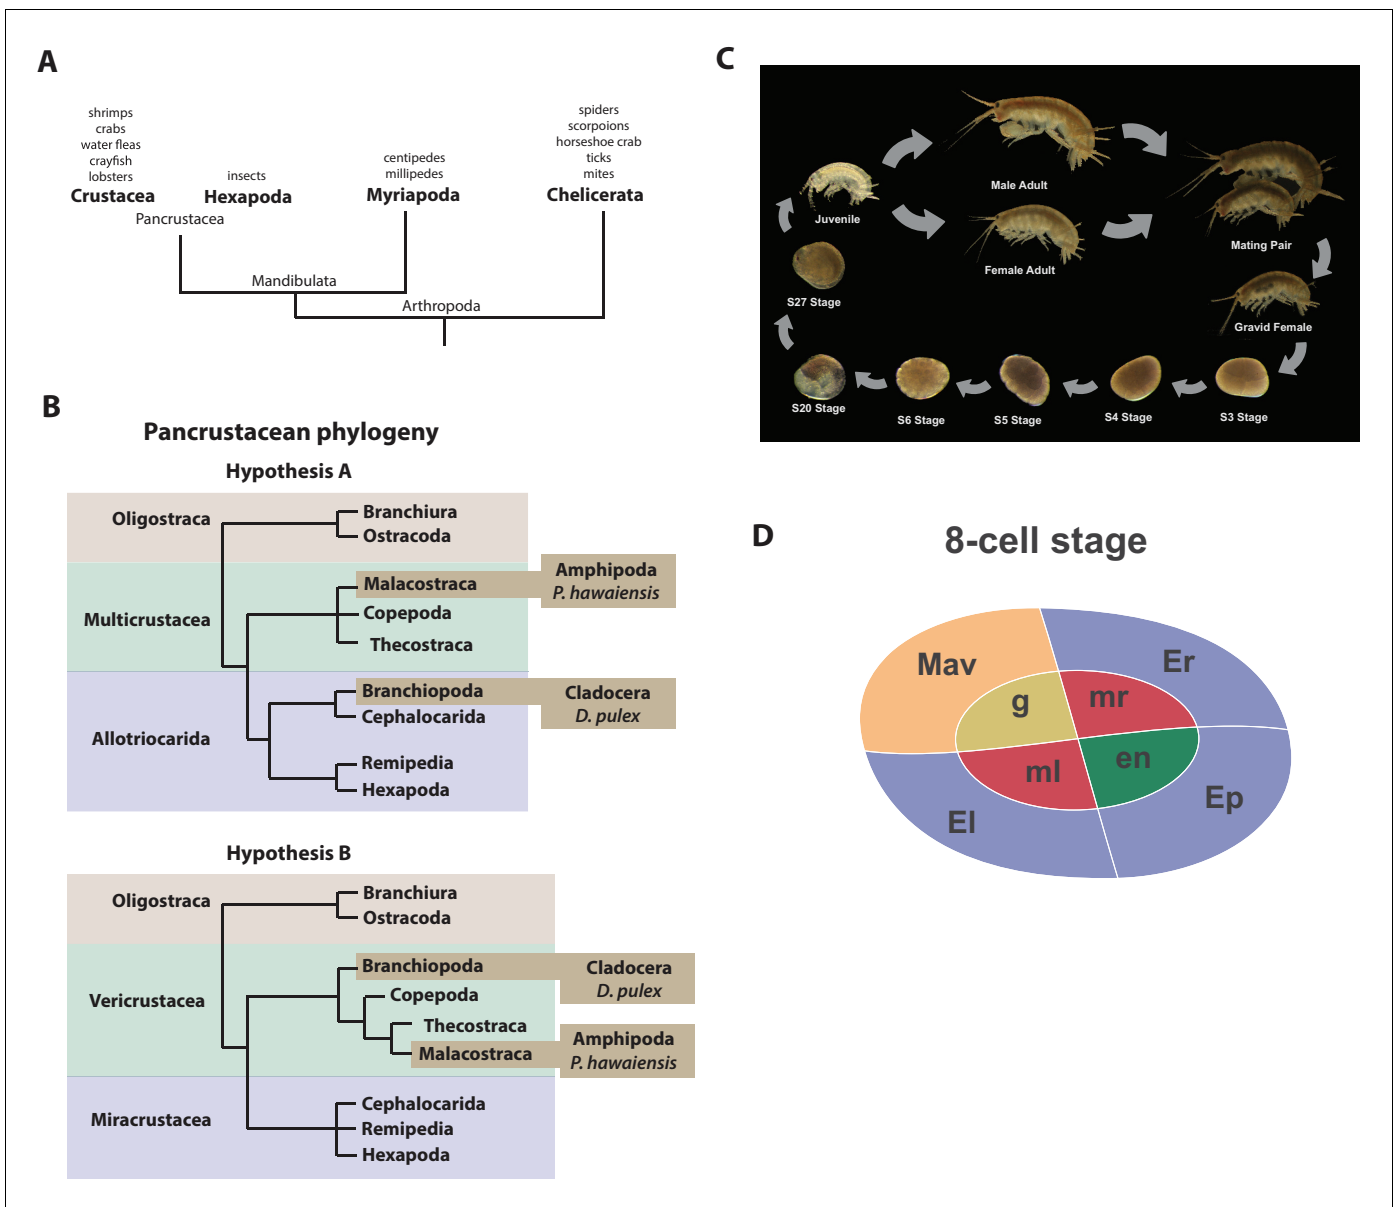 A
shrimps
crabs
water fleas
crayfish
lobsters
Crustacea
insects
Hexapoda
Pancrustacea
centipedes
millipedes
Myriapoda
spiders
scorpoions
horseshoe crab
ticks
mites
Chelicerata
Mandibulata
Arthropoda
B
Pancrustacean phylogeny
Hypothesis A
Oligostraca
Branchiura
Ostracoda
Multicrustacea
Malacostraca
Amphipoda
P. hawaiensis
Copepoda
Thecostraca
Allotriocarida
Branchiopoda
Cladocera
D. pulex
Cephalocarida
Remipedia
Hexapoda
Hypothesis B
Oligostraca
Branchiura
Ostracoda
Vericrustacea
Branchiopoda
Cladocera
D. pulex
Copepoda
Thecostraca
Malacostraca
Amphipoda
P. hawaiensis
Miracrustacea
Cephalocarida
Remipedia
Hexapoda
C
Male Adult
Juvenile
Female Adult
Mating Pair
S27 Stage
Gravid Female
S20 Stage
S6 Stage
S5 Stage
S4 Stage
S3 Stage
D
8-cell stage
Mav
Er
g
mr
ml
en
El
Ep